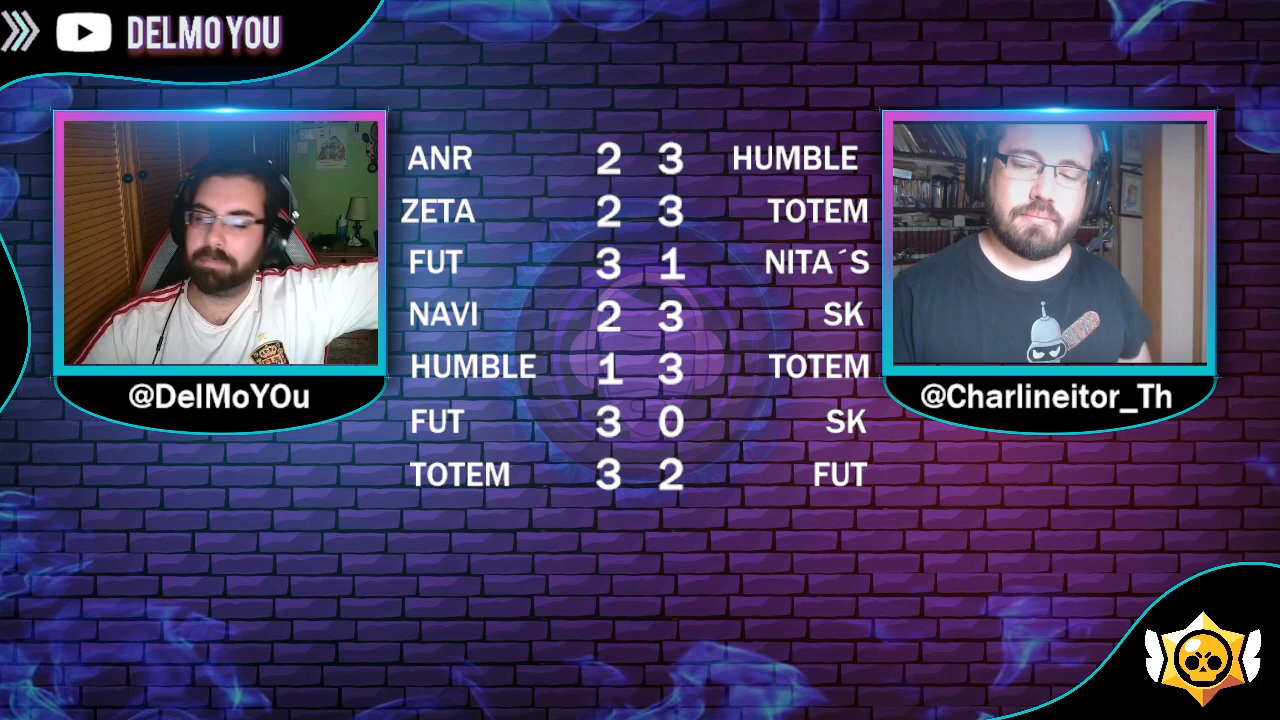 DELMO YOU
ANR 2 3 HUMBLE
ZETA 2 3 TOTEM
FUT 3 1 NITA´S
NAVI 2 3 SK
HUMBLE 1 3 TOTEM
FUT 3 0 SK
TOTEM 3 2 FUT
@DelMoYOu
@Charlineitor_Th